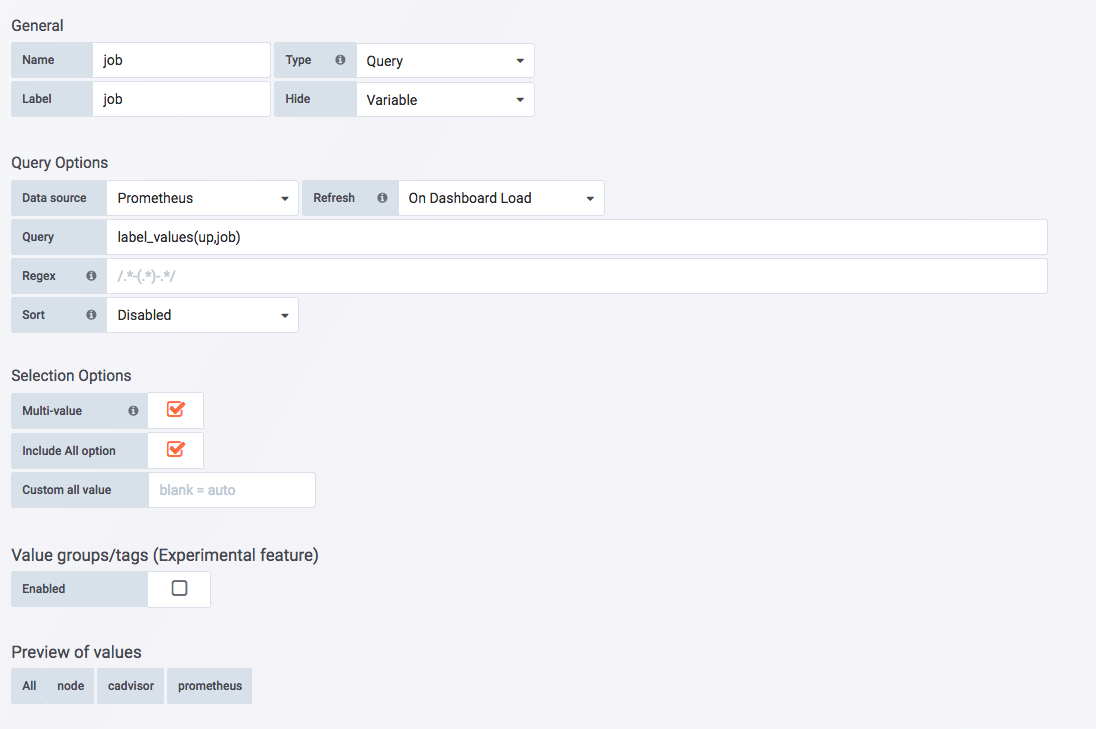 General
Name job Type Query
Label job Hide Variable
Query Options
Data source Prometheus Refresh On Dashboard Load
Query label_values(up,job)
Regex /.*-(.*)-.*/
Sort Disabled
Selection Options
Multi-value
Include All option
Custom all value blank = auto
Value groups/tags (Experimental feature)
Enabled
Preview of values
All node cadvisor prometheus